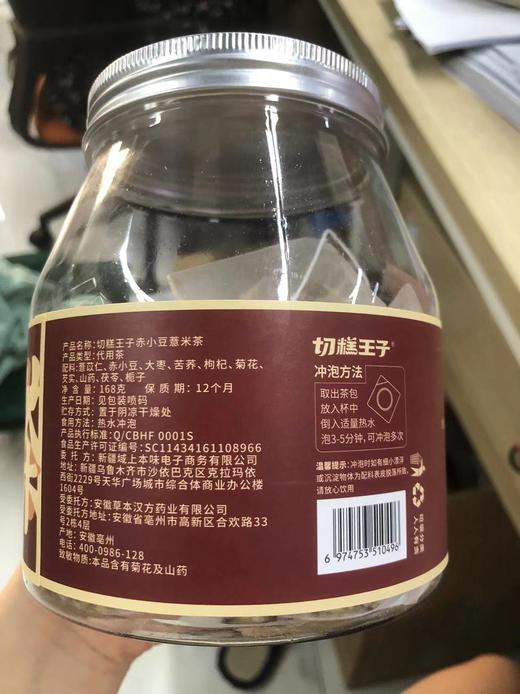 产品名称:切糕王子赤小豆薏米茶
产品类型:代用茶
配料:薏苡仁、赤小豆、大枣、苦荞、枸杞、菊花、
芡实、山药、茯苓、栀子
净含量:168克 保 质 期:12个月
生产日期:见包装喷码
贮存方式:置于阴凉干燥处
食用方法:热水冲泡
产品执行标准:Q/CBHF 0001S
食品生产许可证编号:SC11434161108966
委托方:新疆域上本味电子商务有限公司
地址:新疆乌鲁木齐市沙依巴克区克拉玛依
西街2229号天华广场城市综合体商业办公楼
1604号
受委托方:安徽草本汉方药业有限公司
受委托方地址:安徽省亳州市高新区合欢路33
号2栋4层
产地:安徽亳州
电话:400-0986-128
致敏物质:本品含有菊花及山药
切糕王子
冲泡方法
取出茶包
放入杯中
倒入适量热水
泡3-5分钟,可冲泡多次
温馨提示:冲泡时如有细小漂浮
或沉淀物体为配料表皮脱落所致,
请放心饮用
垃圾分类
人人有责
6 974753 510496